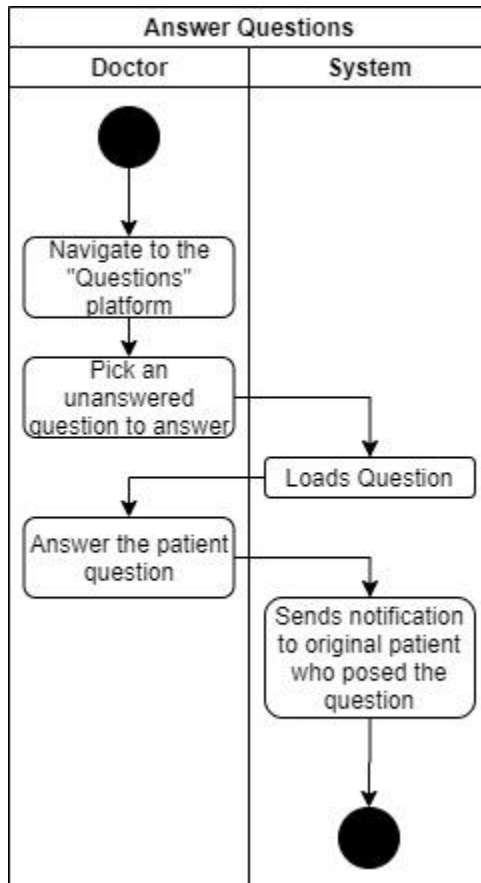 Answer Questions
Doctor
System
Navigate to the
"Questions"
platform
Pick an
unanswered
question to answer
Loads Question
Answer the patient
question
Sends notification
to original patient
who posed the
question